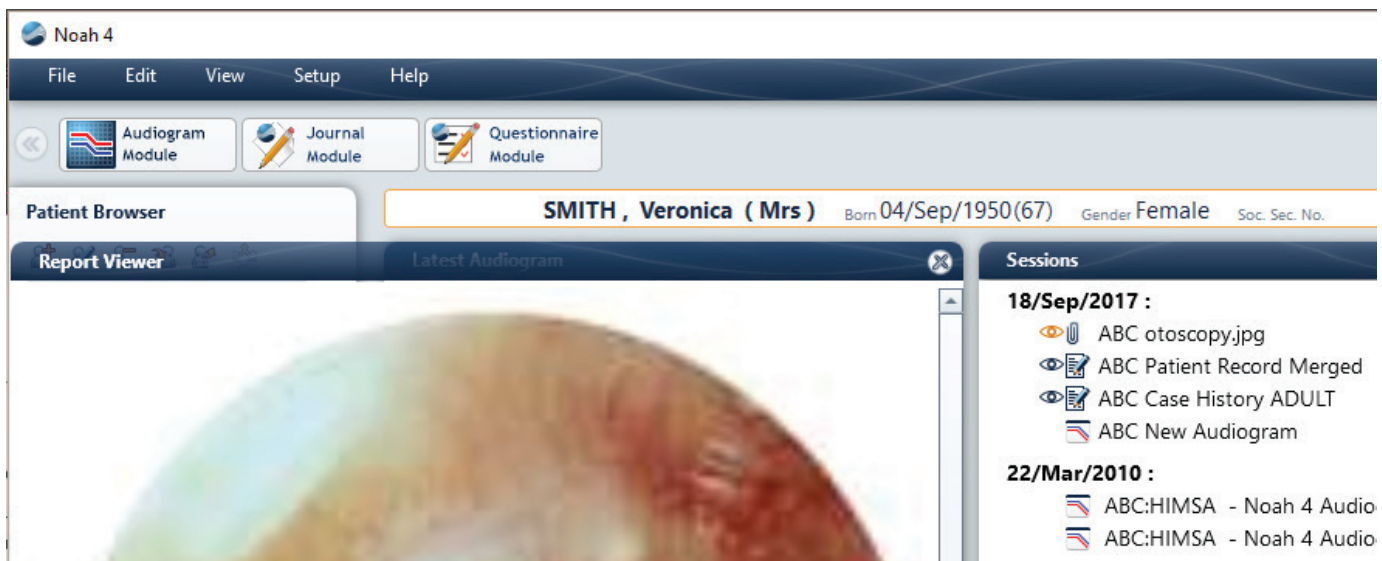 Noah 4
File Edit View Setup Help
Audiogram Module
Journal Module
Questionnaire Module
Patient Browser
SMITH , Veronica ( Mrs ) Born 04/Sep/1950(67) Gender Female Soc. Sec. No.
Report Viewer
Latest Audiogram
Sessions
18/Sep/2017 :
ABC otoscopy.jpg
ABC Patient Record Merged
ABC Case History ADULT
ABC New Audiogram
22/Mar/2010 :
ABC:HIMSA - Noah 4 Audio
ABC:HIMSA - Noah 4 Audio